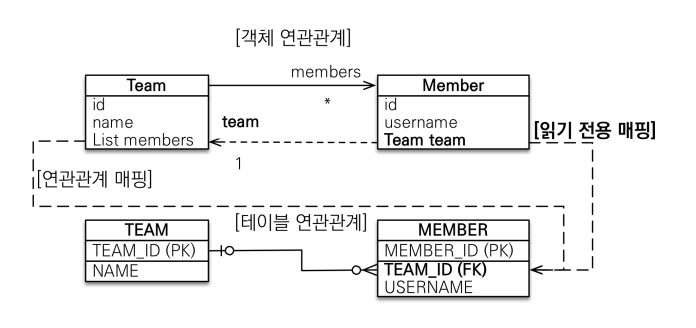 [객체 연관관계]
members
Team
id
name
List members
*
team
1
Member
id
username
Team team
[읽기 전용 매핑]
[연관관계 매핑]
[테이블 연관관계]
TEAM
TEAM_ID (PK)
NAME
MEMBER
MEMBER_ID (PK)
TEAM_ID (FK)
USERNAME